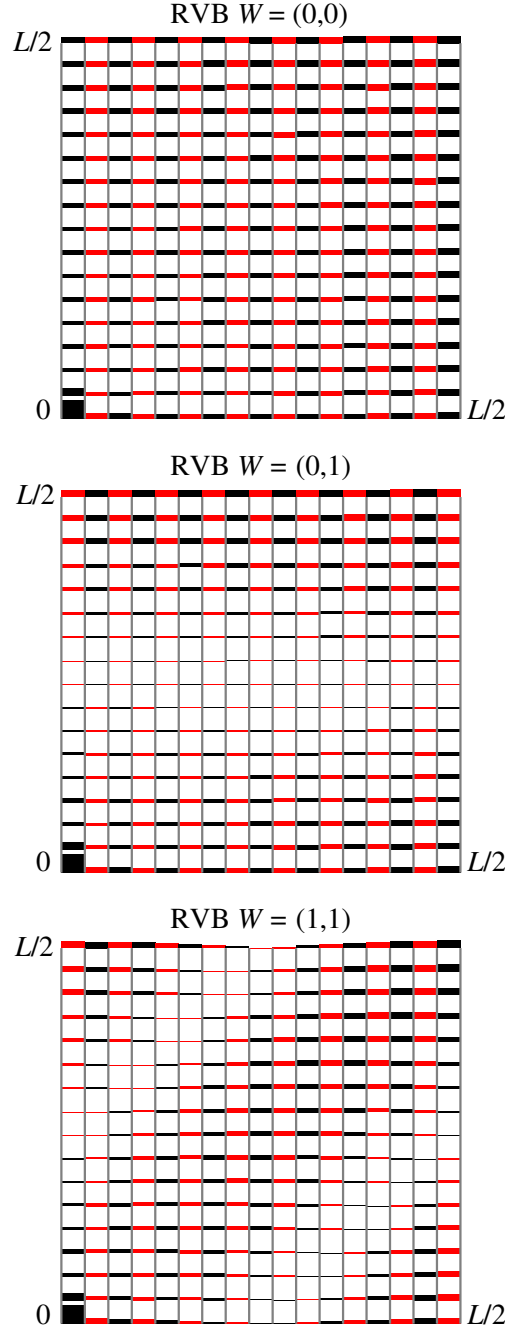 RVB W = (0,0)
L/2
0 L/2
RVB W = (0,1)
L/2
0 L/2
RVB W = (1,1)
L/2
0 L/2